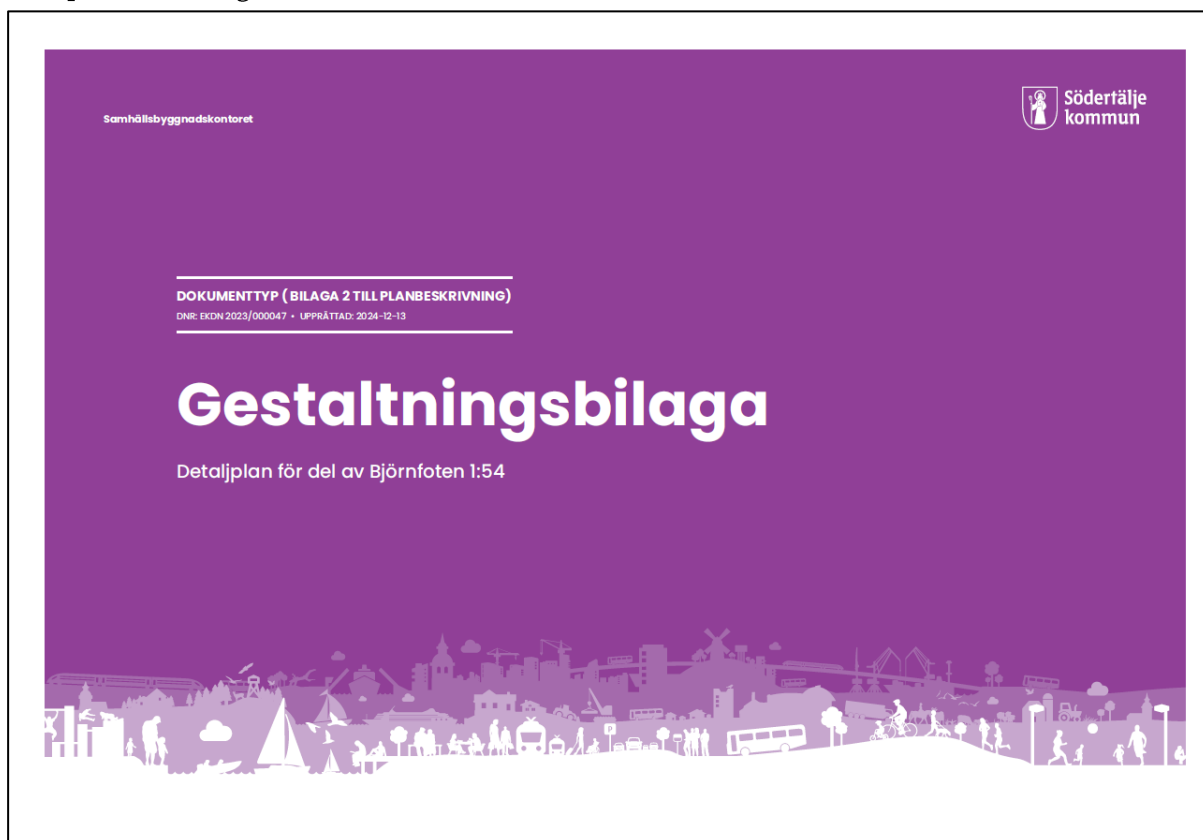 Samhällsbyggnadskontoret
Södertälje
kommun
DOKUMENTTYP ( BILAGA 2 TILL PLANBESKRIVNING)
DNR: EKDN 2023/000047 • UPPRÄTTAD: 2024-12-13
Gestaltningsbilaga
Detaljplan för del av Björnfoten 1:54
P